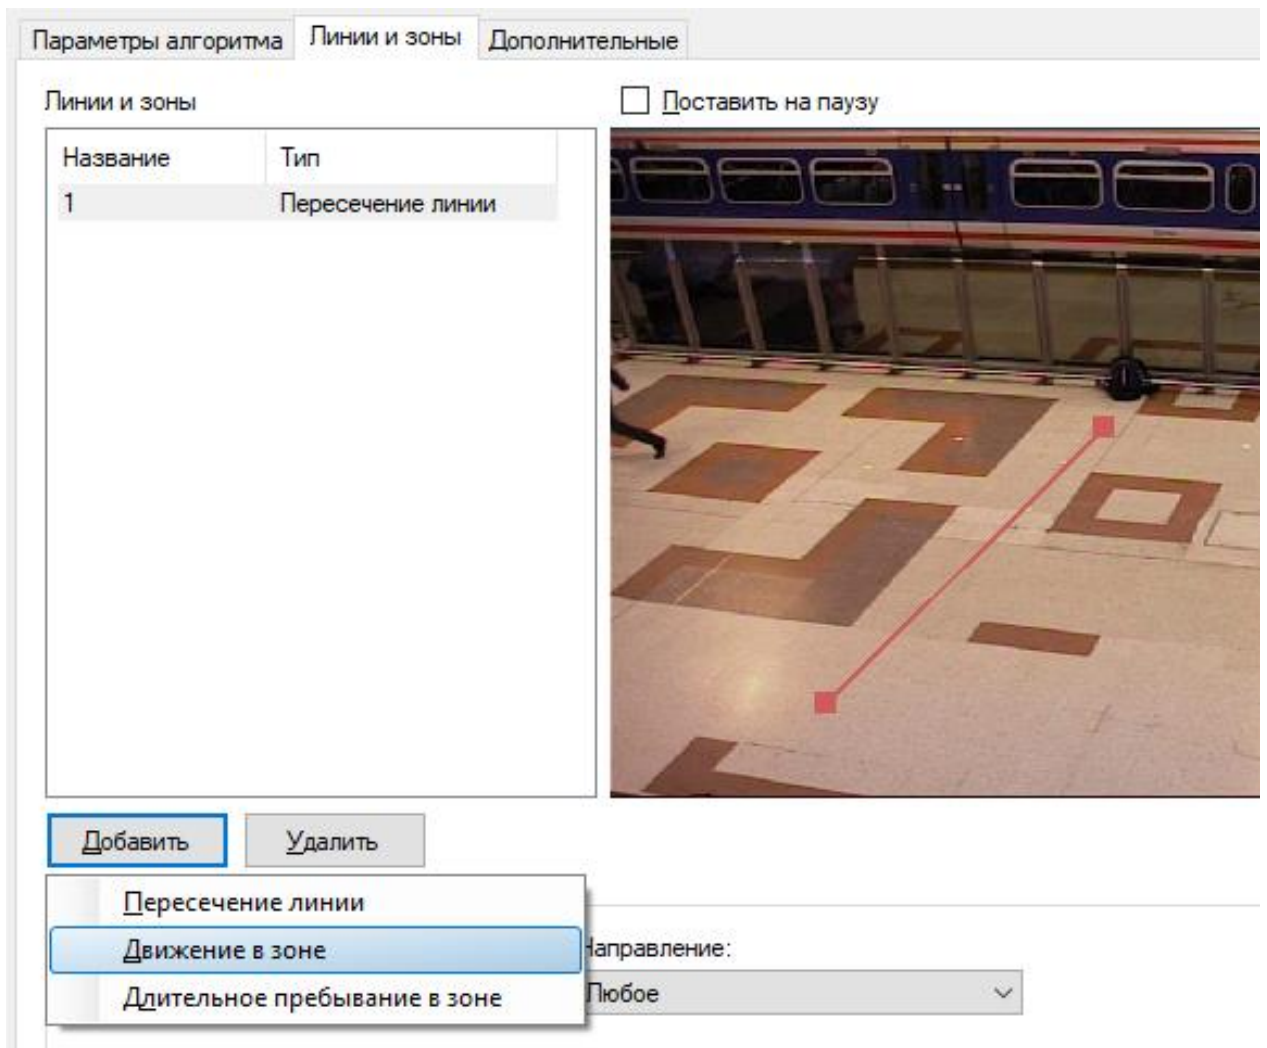 Параметры алгоритма Линии и зоны Дополнительные
Линии и зоны Поставить на паузу
Название Тип
1 Пересечение линии
Добавить Удалить
Пересечение линии
Движение в зоне Направление:
Длительное пребывание в зоне Любое